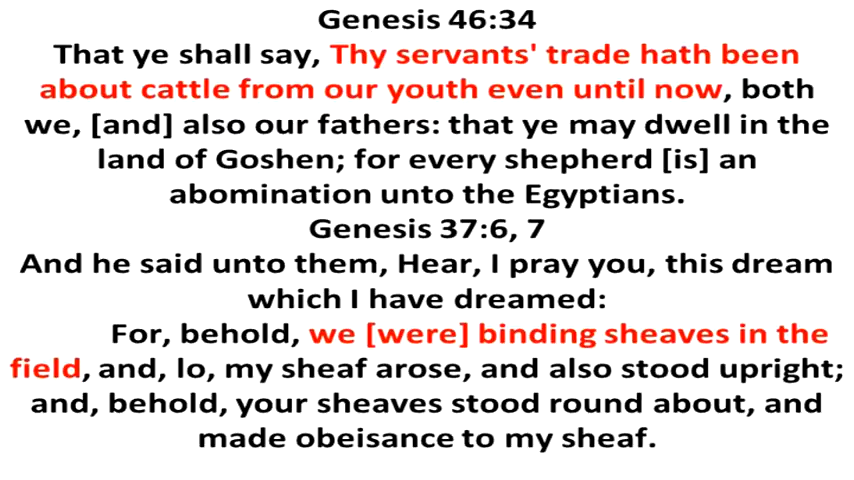 Genesis 46:34
That ye shall say, Thy servants' trade hath been
about cattle from our youth even until now, both
we, [and] also our fathers: that ye may dwell in the
land of Goshen; for every shepherd [is] an
abomination unto the Egyptians.
Genesis 37:6, 7
And he said unto them, Hear, I pray you, this dream
which I have dreamed:
For, behold, we [were] binding sheaves in the
field, and, lo, my sheaf arose, and also stood upright;
and, behold, your sheaves stood round about, and
made obeisance to my sheaf.